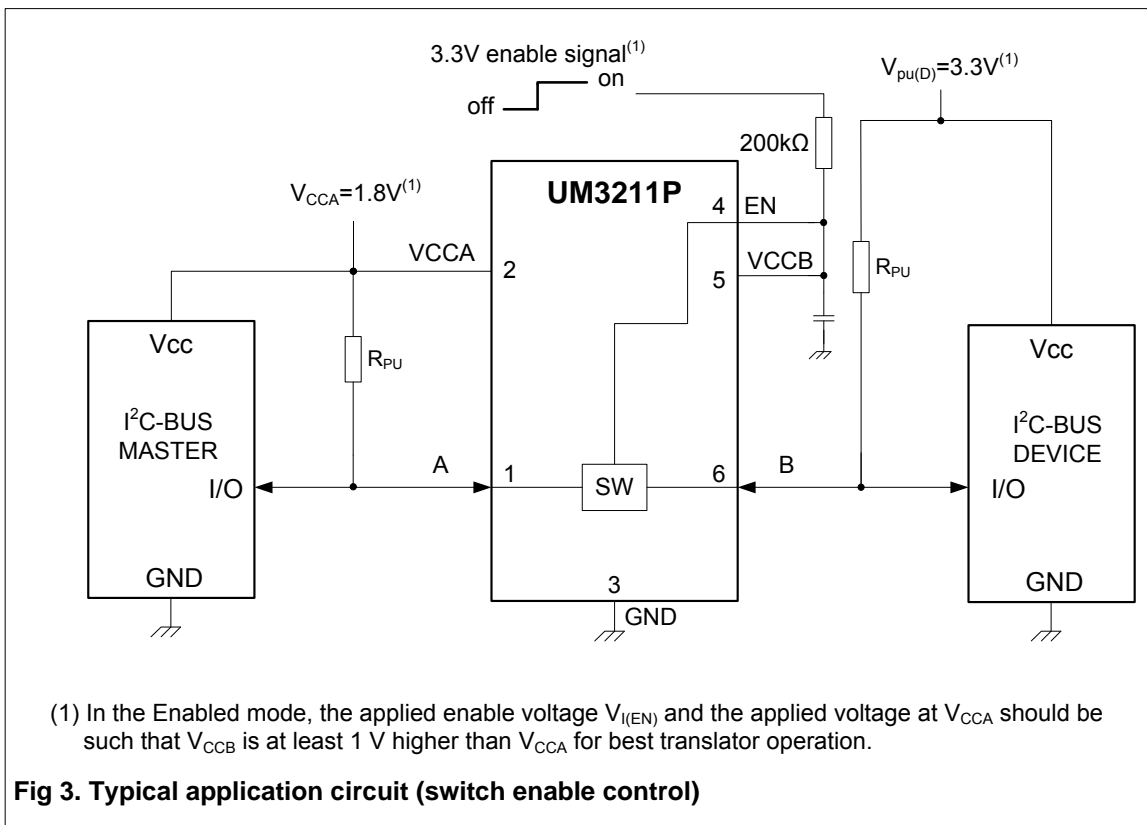 3.3V enable signal(1)
off
on
Vpu(D)=3.3V(1)
200kΩ
VCCA=1.8V(1)
UM3211P
4
EN
VCCA
2
VCCB
5
RPU
RPU
Vcc
I2C-BUS
MASTER
I/O
GND
A
1
SW
6
B
3
GND
Vcc
I2C-BUS
DEVICE
I/O
GND
(1) In the Enabled mode, the applied enable voltage VI(EN) and the applied voltage at VCCA should be
such that VCCB is at least 1 V higher than VCCA for best translator operation.
Fig 3. Typical application circuit (switch enable control)